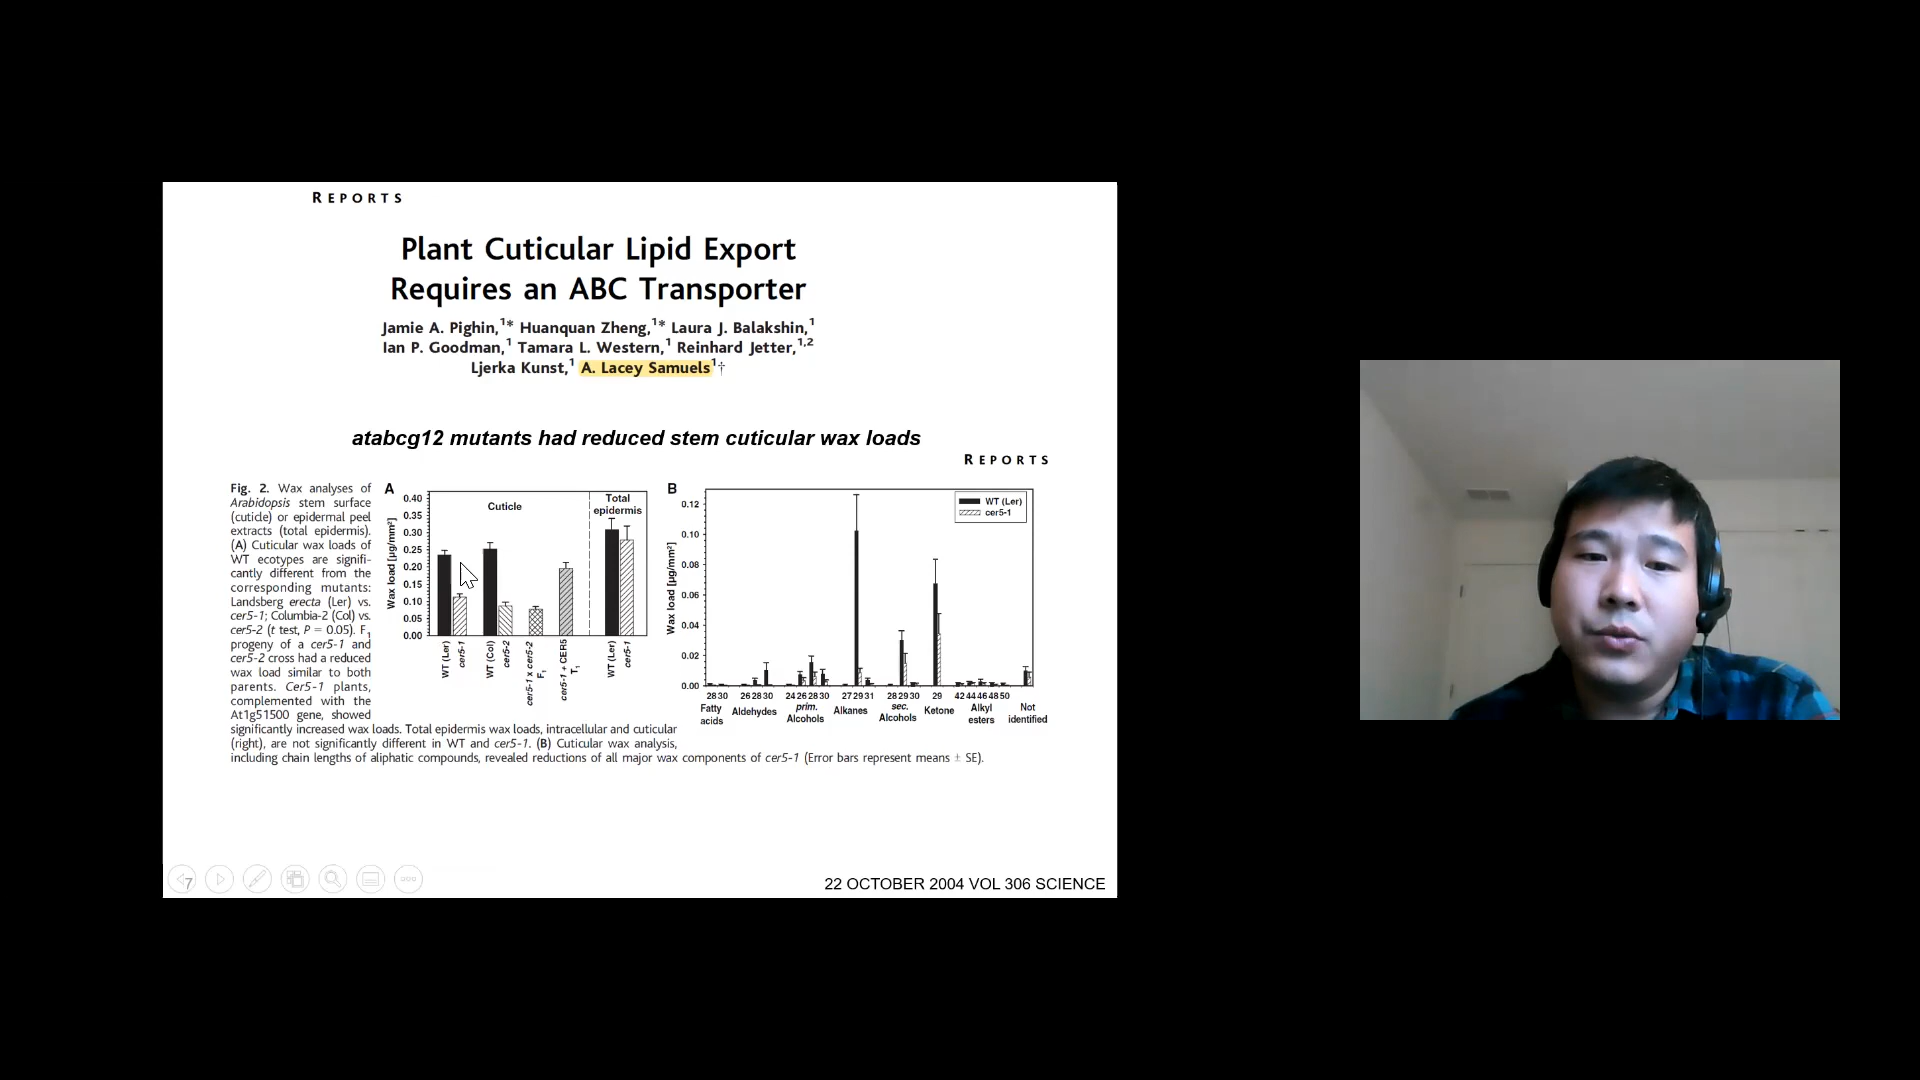 REPORTS
Plant Cuticular Lipid Export
Requires an ABC Transporter
Jamie A. Pighin,1* Huanquan Zheng,1* Laura J. Balakshin,1
Ian P. Goodman,1 Tamara L. Western,1 Reinhard Jetter,1,2
Ljerka Kunst,1 A. Lacey Samuels1†
atabcg12 mutants had reduced stem cuticular wax loads
REPORTS
Fig. 2. Wax analyses of
Arabidopsis stem surface
(cuticle) or epidermal peel
extracts (total epidermis).
(A) Cuticular wax loads of
WT ecotypes are signifi-
cantly different from the
corresponding mutants:
Landsberg erecta (Ler) vs.
cer5-1; Columbia-2 (Col) vs.
cer5-2 (t test, P = 0.05). F1
progeny of a cer5-1 and
cer5-2 cross had a reduced
wax load similar to both
parents. Cer5-1 plants,
complemented with the
At1g51500 gene, showed
significantly increased wax loads. Total epidermis wax loads, intracellular and cuticular
(right), are not significantly different in WT and cer5-1. (B) Cuticular wax analysis,
including chain lengths of aliphatic compounds, revealed reductions of all major wax components of cer5-1 (Error bars represent means ± SE).
A
Wax load [µg/mm²]
0.40
0.35
0.30
0.25
0.20
0.15
0.10
0.05
0.00
Cuticle
Total
epidermis
WT (Ler)
cer5-1
WT (Col)
cer5-2
cer5-1 x cer5-2
F1
cer5-1 + CER5
T1
WT (Ler)
cer5-1
B
Wax load [µg/mm²]
0.12
0.10
0.08
0.06
0.04
0.02
0.00
WT (Ler)
cer5-1
28 30
26 28 30
24 26 28 30
27 29 31
28 29 30
29
42 44 46 48 50
Fatty
acids
Aldehydes
prim.
Alcohols
Alkanes
sec.
Alcohols
Ketone
Alkyl
esters
Not
identified
7
22 OCTOBER 2004 VOL 306 SCIENCE